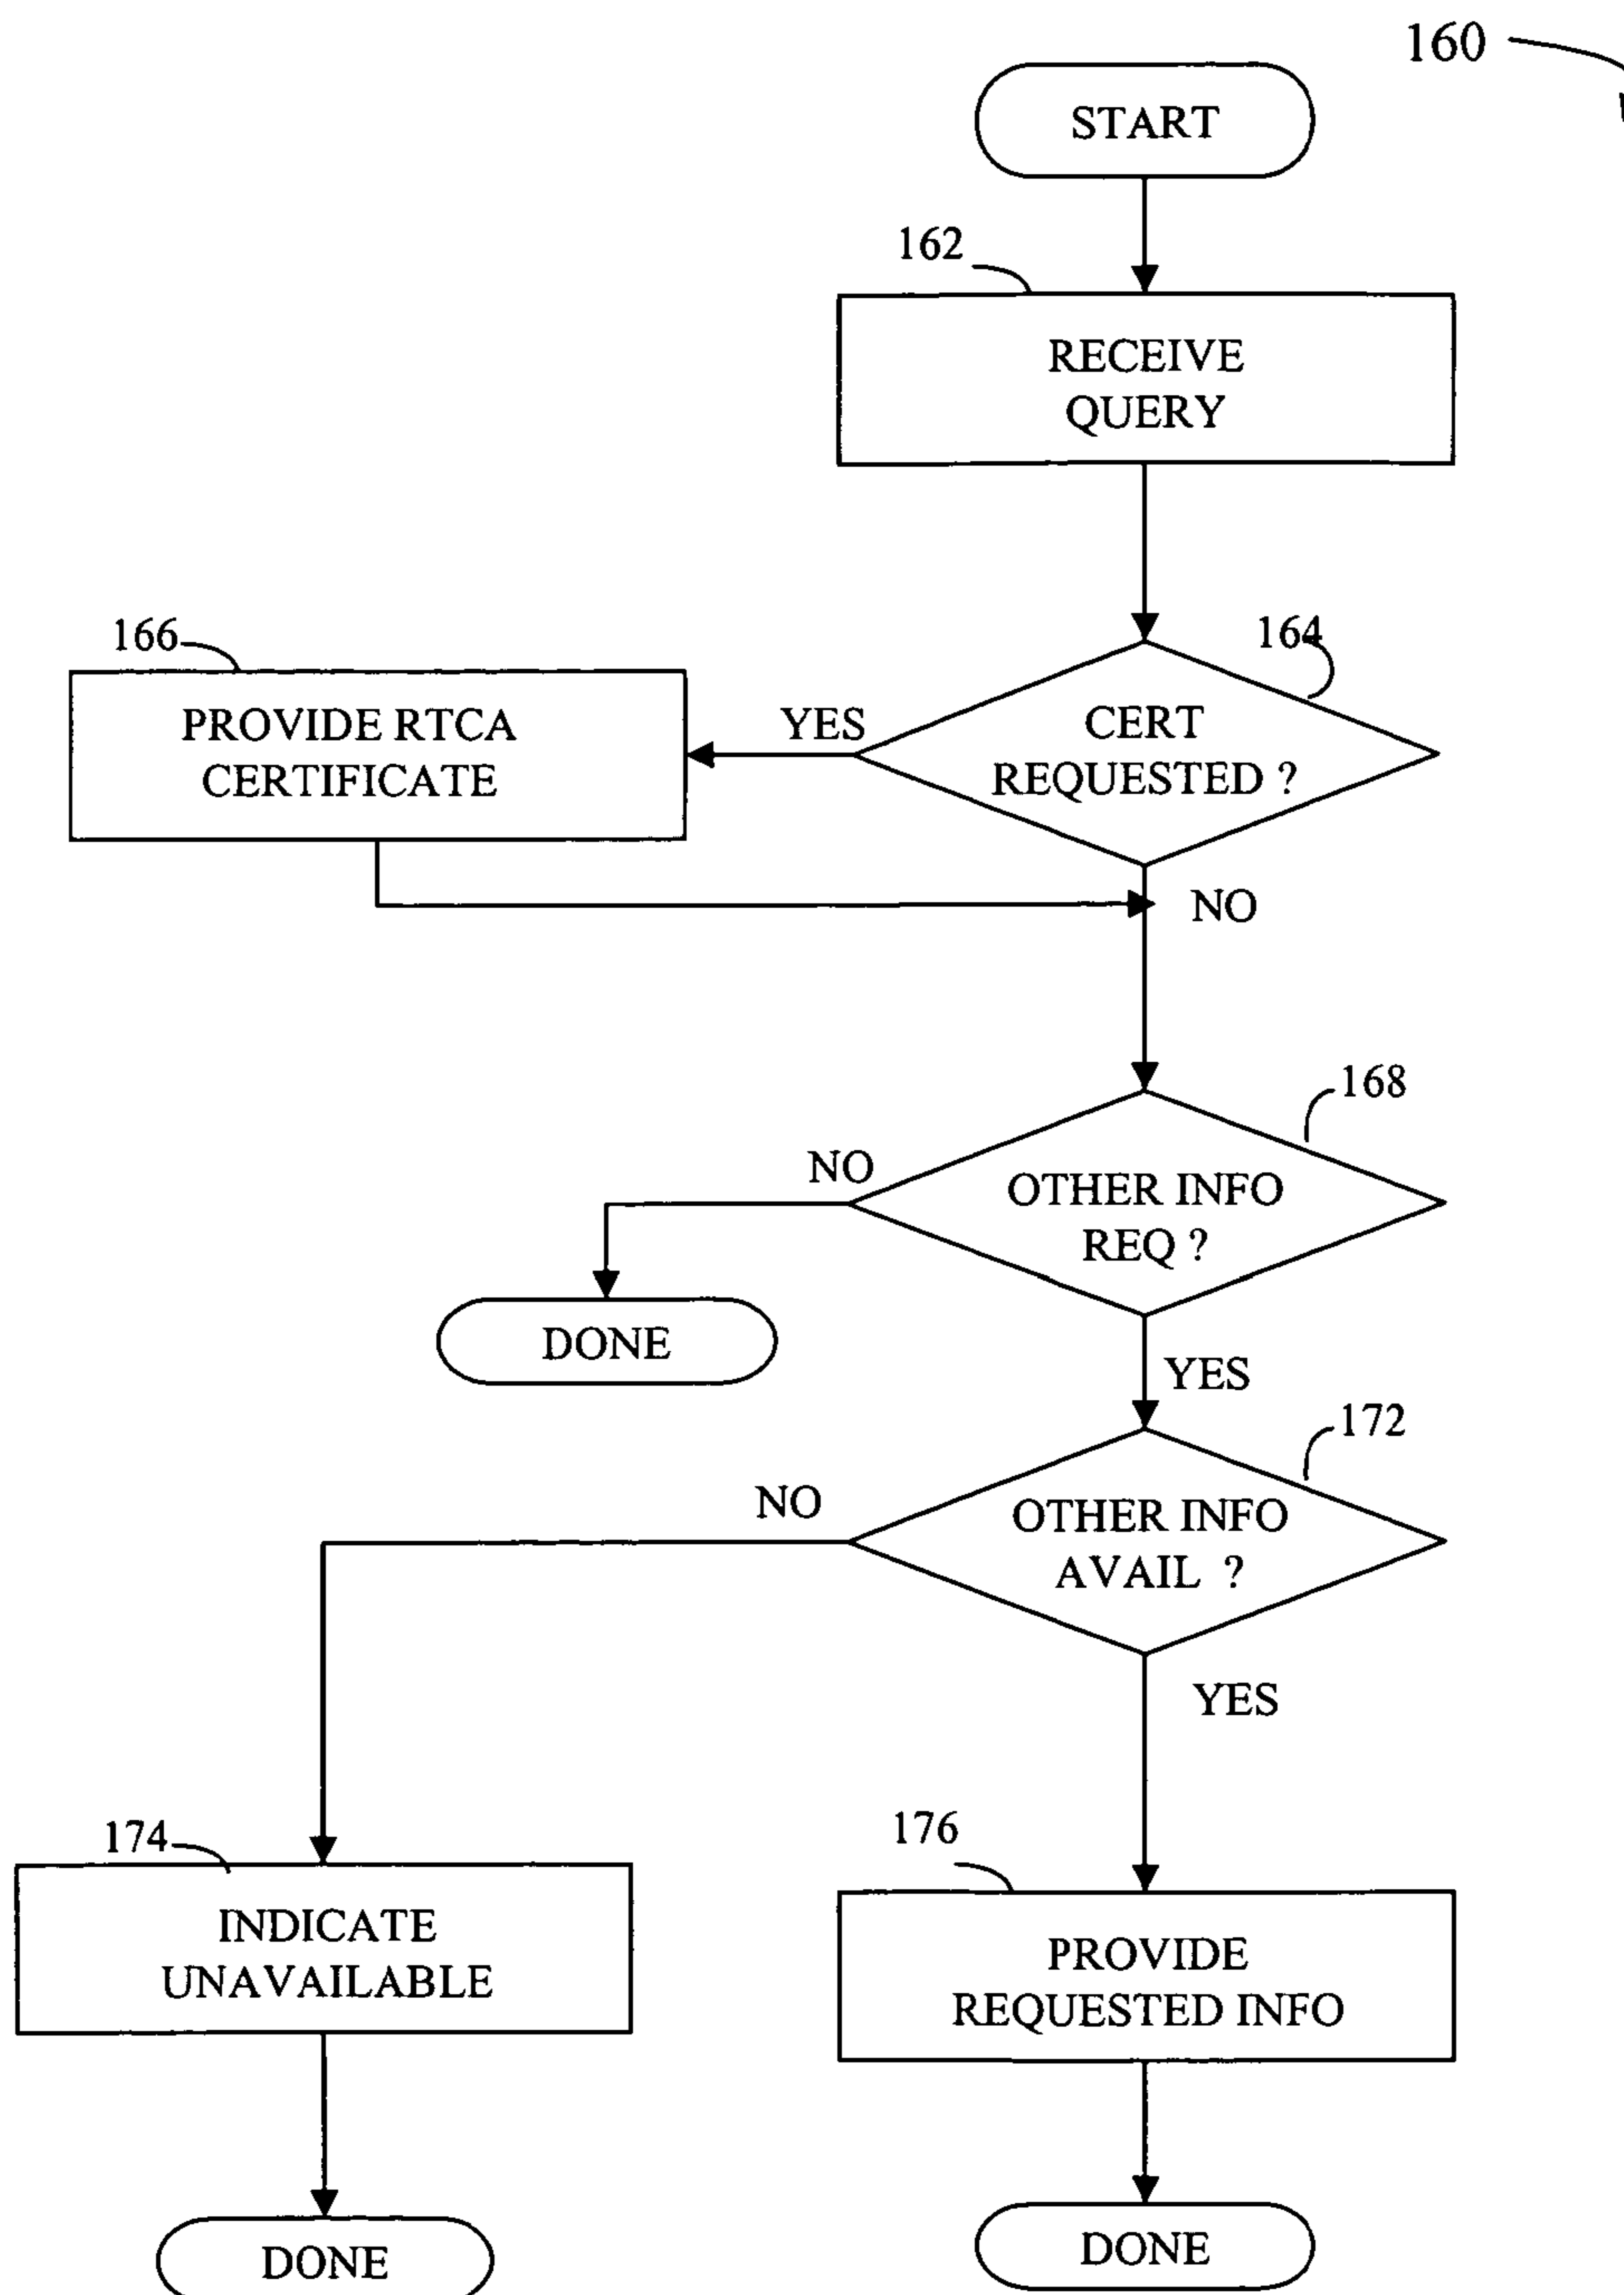 160
START
162
RECEIVE
QUERY
166
164
PROVIDE RTCA
CERTIFICATE
YES
CERT
REQUESTED ?
NO
168
NO
OTHER INFO
REQ ?
DONE
YES
172
NO
OTHER INFO
AVAIL ?
YES
174
176
INDICATE
UNAVAILABLE
PROVIDE
REQUESTED INFO
DONE
DONE